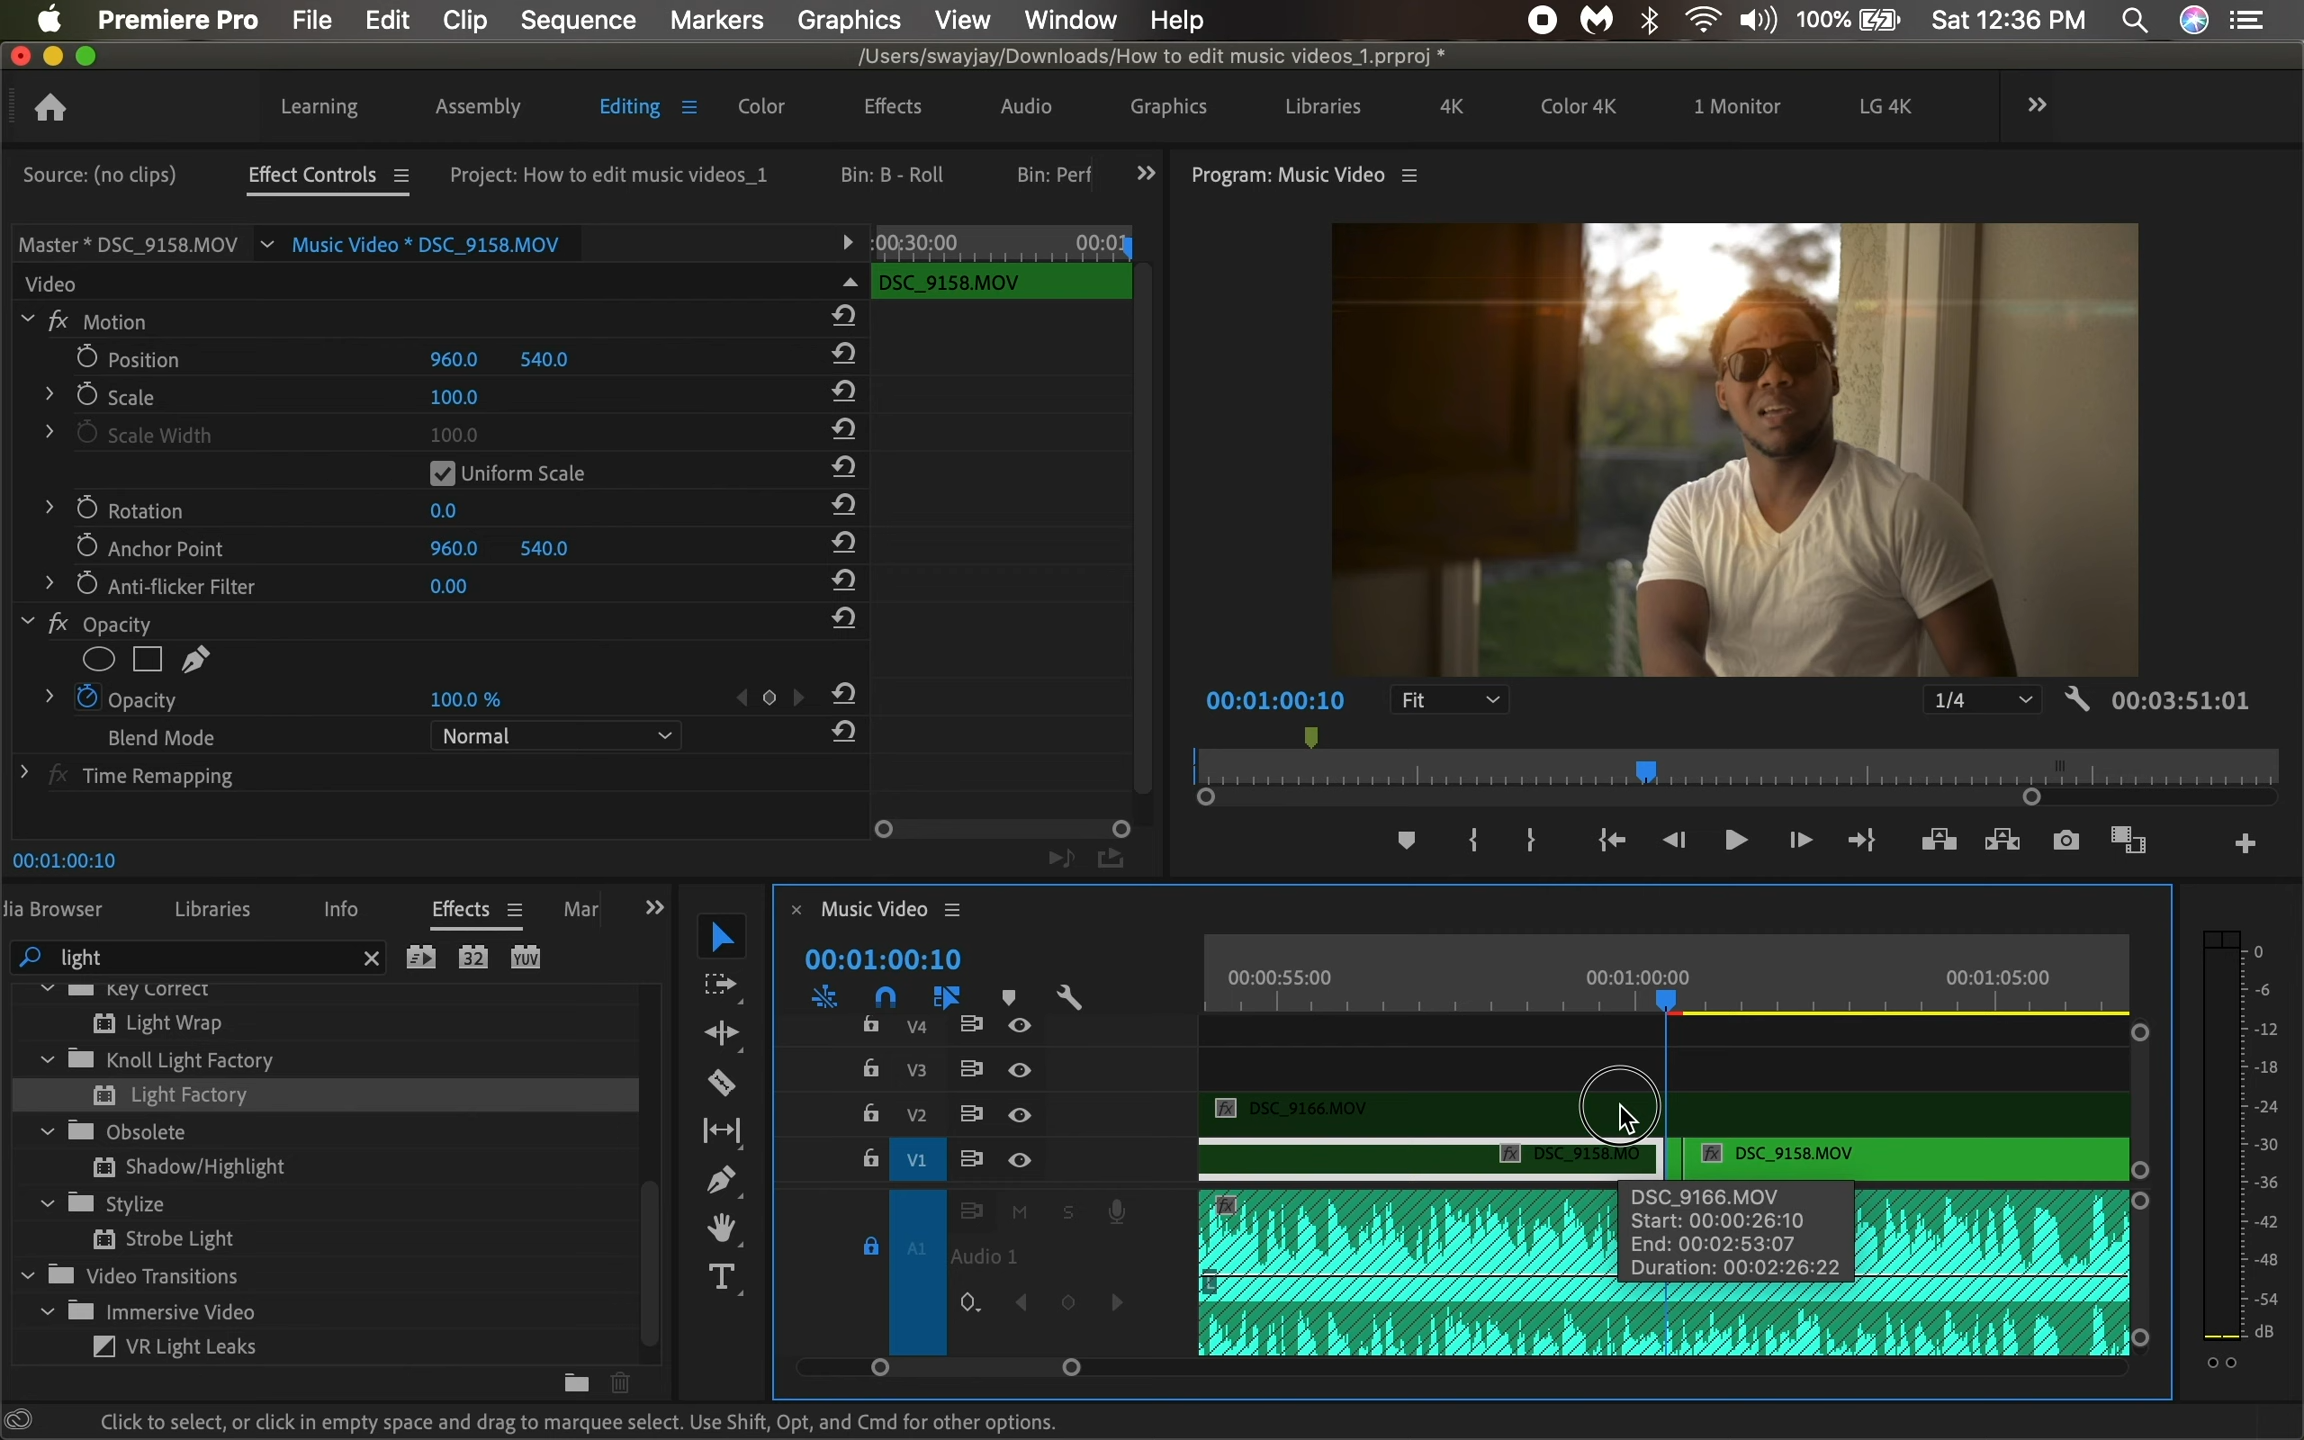 Premiere Pro File Edit Clip Sequence Markers Graphics View Window Help 100% Sat 12:36 PM
/Users/swayjay/Downloads/How to edit music videos_1.prproj *
Learning Assembly Editing Color Effects Audio Graphics Libraries 4K Color 4K 1 Monitor LG 4K
Source: (no clips) Effect Controls Project: How to edit music videos_1 Bin: B - Roll Bin: Perf
Program: Music Video
Master * DSC_9158.MOV Music Video * DSC_9158.MOV :00:30:00 00:01
Video DSC_9158.MOV
fx Motion
Position 960.0 540.0
Scale 100.0
Scale Width 100.0
Uniform Scale
Rotation 0.0
Anchor Point 960.0 540.0
Anti-flicker Filter 0.00
fx Opacity
Opacity 100.0 %
Blend Mode Normal
fx Time Remapping
00:01:00:10
00:01:00:10 Fit 1/4 00:03:51:01
dia Browser Libraries Info Effects Mar
light 32 YUV
Key Correct
Light Wrap
Knoll Light Factory
Light Factory
Obsolete
Shadow/Highlight
Stylize
Strobe Light
Video Transitions
Immersive Video
VR Light Leaks
T
× Music Video
00:01:00:10
00:00:55:00 00:01:00:00 00:01:05:00
V4
V3
V2 fx DSC_9166.MOV
V1 fx DSC_9158.MO fx DSC_9158.MOV
fx M S
A1 Audio 1
DSC_9166.MOV
Start: 00:00:26:10
End: 00:02:53:07
Duration: 00:02:26:22
0
-6
-12
-18
-24
-30
-36
-42
-48
-54
dB
Click to select, or click in empty space and drag to marquee select. Use Shift, Opt, and Cmd for other options.